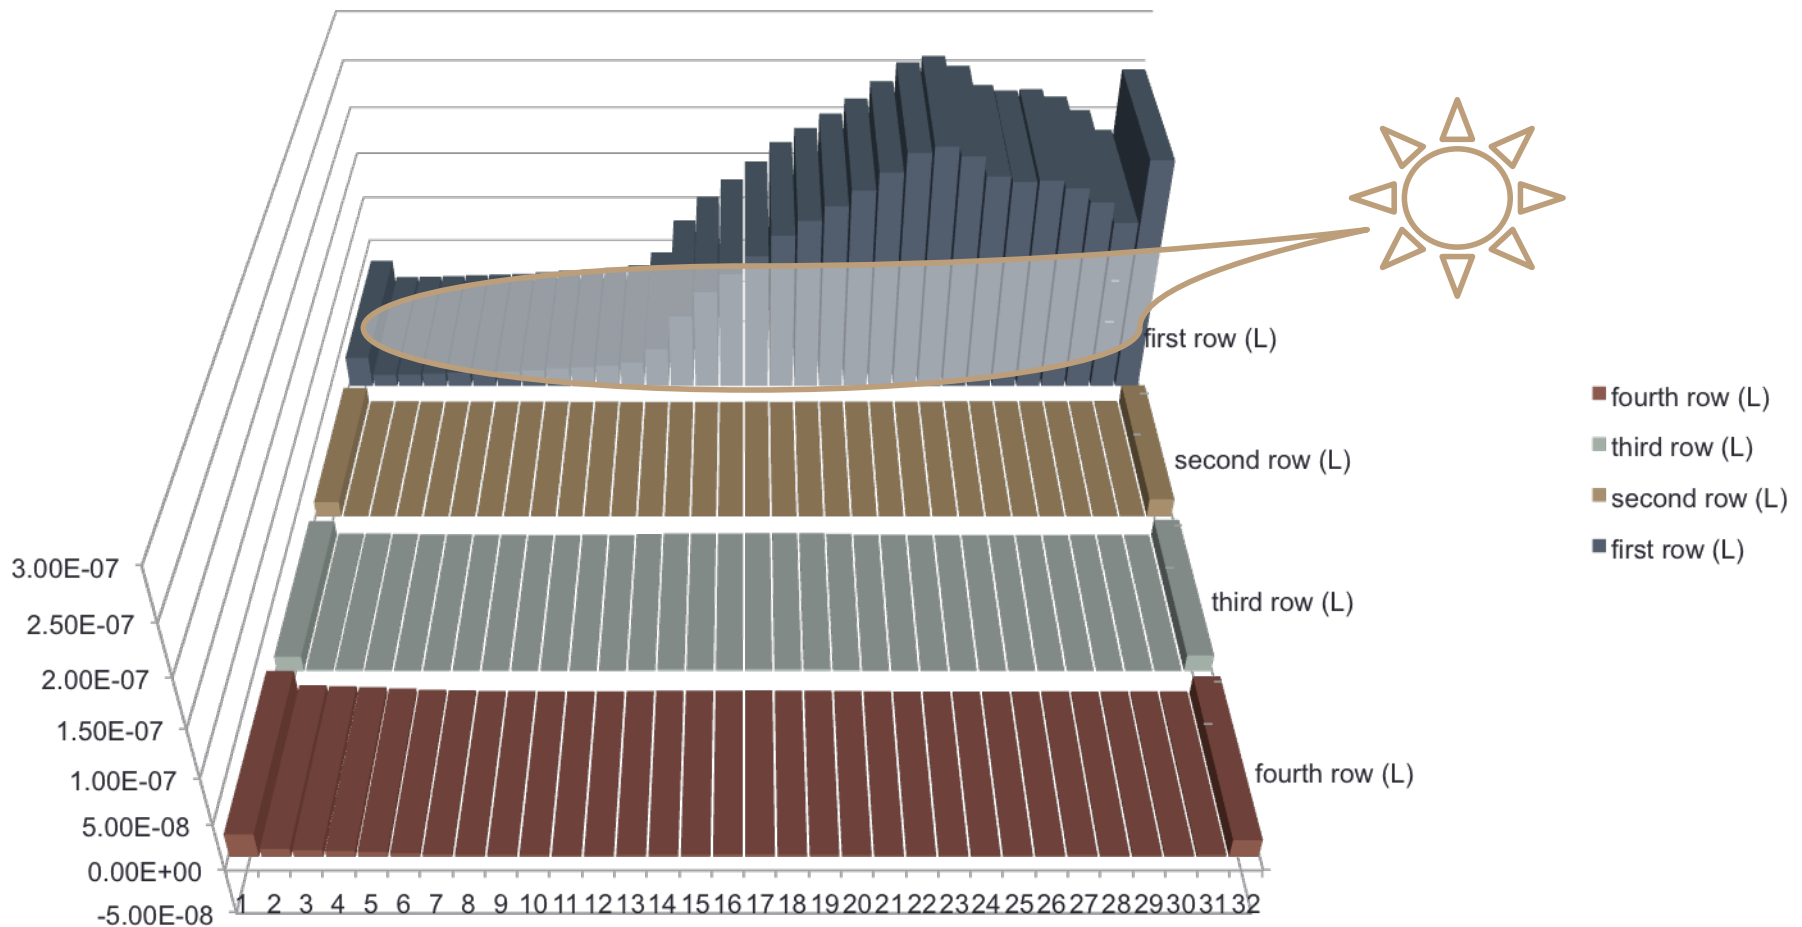 first row (L)
second row (L)
third row (L)
fourth row (L)
fourth row (L)
third row (L)
second row (L)
first row (L)
3.00E-07
2.50E-07
2.00E-07
1.50E-07
1.00E-07
5.00E-08
0.00E+00
-5.00E-08
1 2 3 4 5 6 7 8 9 10 11 12 13 14 15 16 17 18 19 20 21 22 23 24 25 26 27 28 29 30 31 32